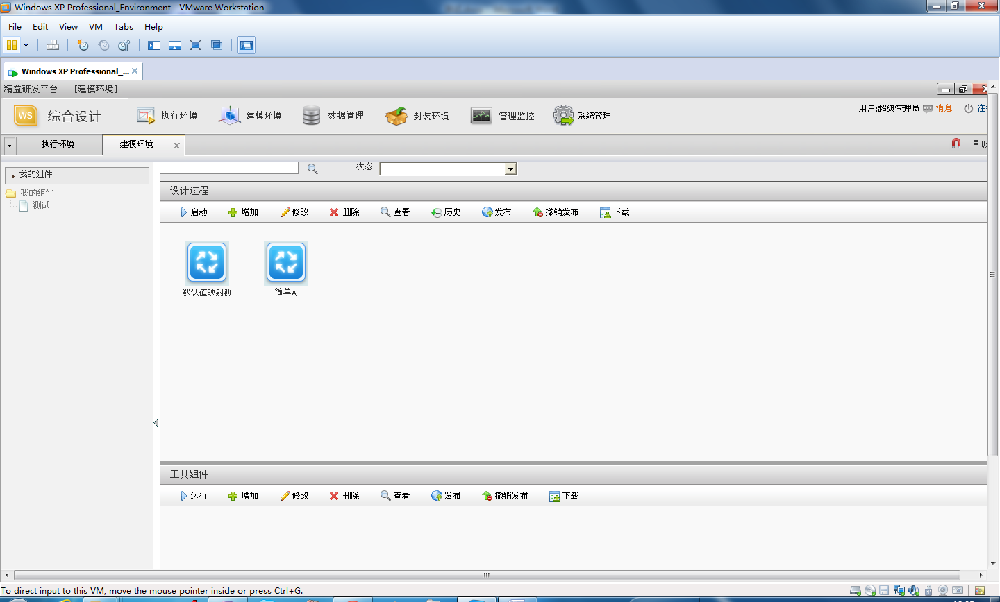 Windows XP Professional_Environment - VMware Workstation
File Edit View VM Tabs Help
Windows XP Professional_...
精益研发平台 - [建模环境]
WS 综合设计 执行环境 建模环境 数据管理 封装环境 管理监控 系统管理 用户:超级管理员 消息
执行环境 建模环境 工具
我的组件 状态 :
我的组件
测试
设计过程
启动 增加 修改 删除 查看 历史 发布 撤销发布 下载
默认值映射测 简单A
工具组件
运行 增加 修改 删除 查看 发布 撤销发布 下载
To direct input to this VM, move the mouse pointer inside or press Ctrl+G.